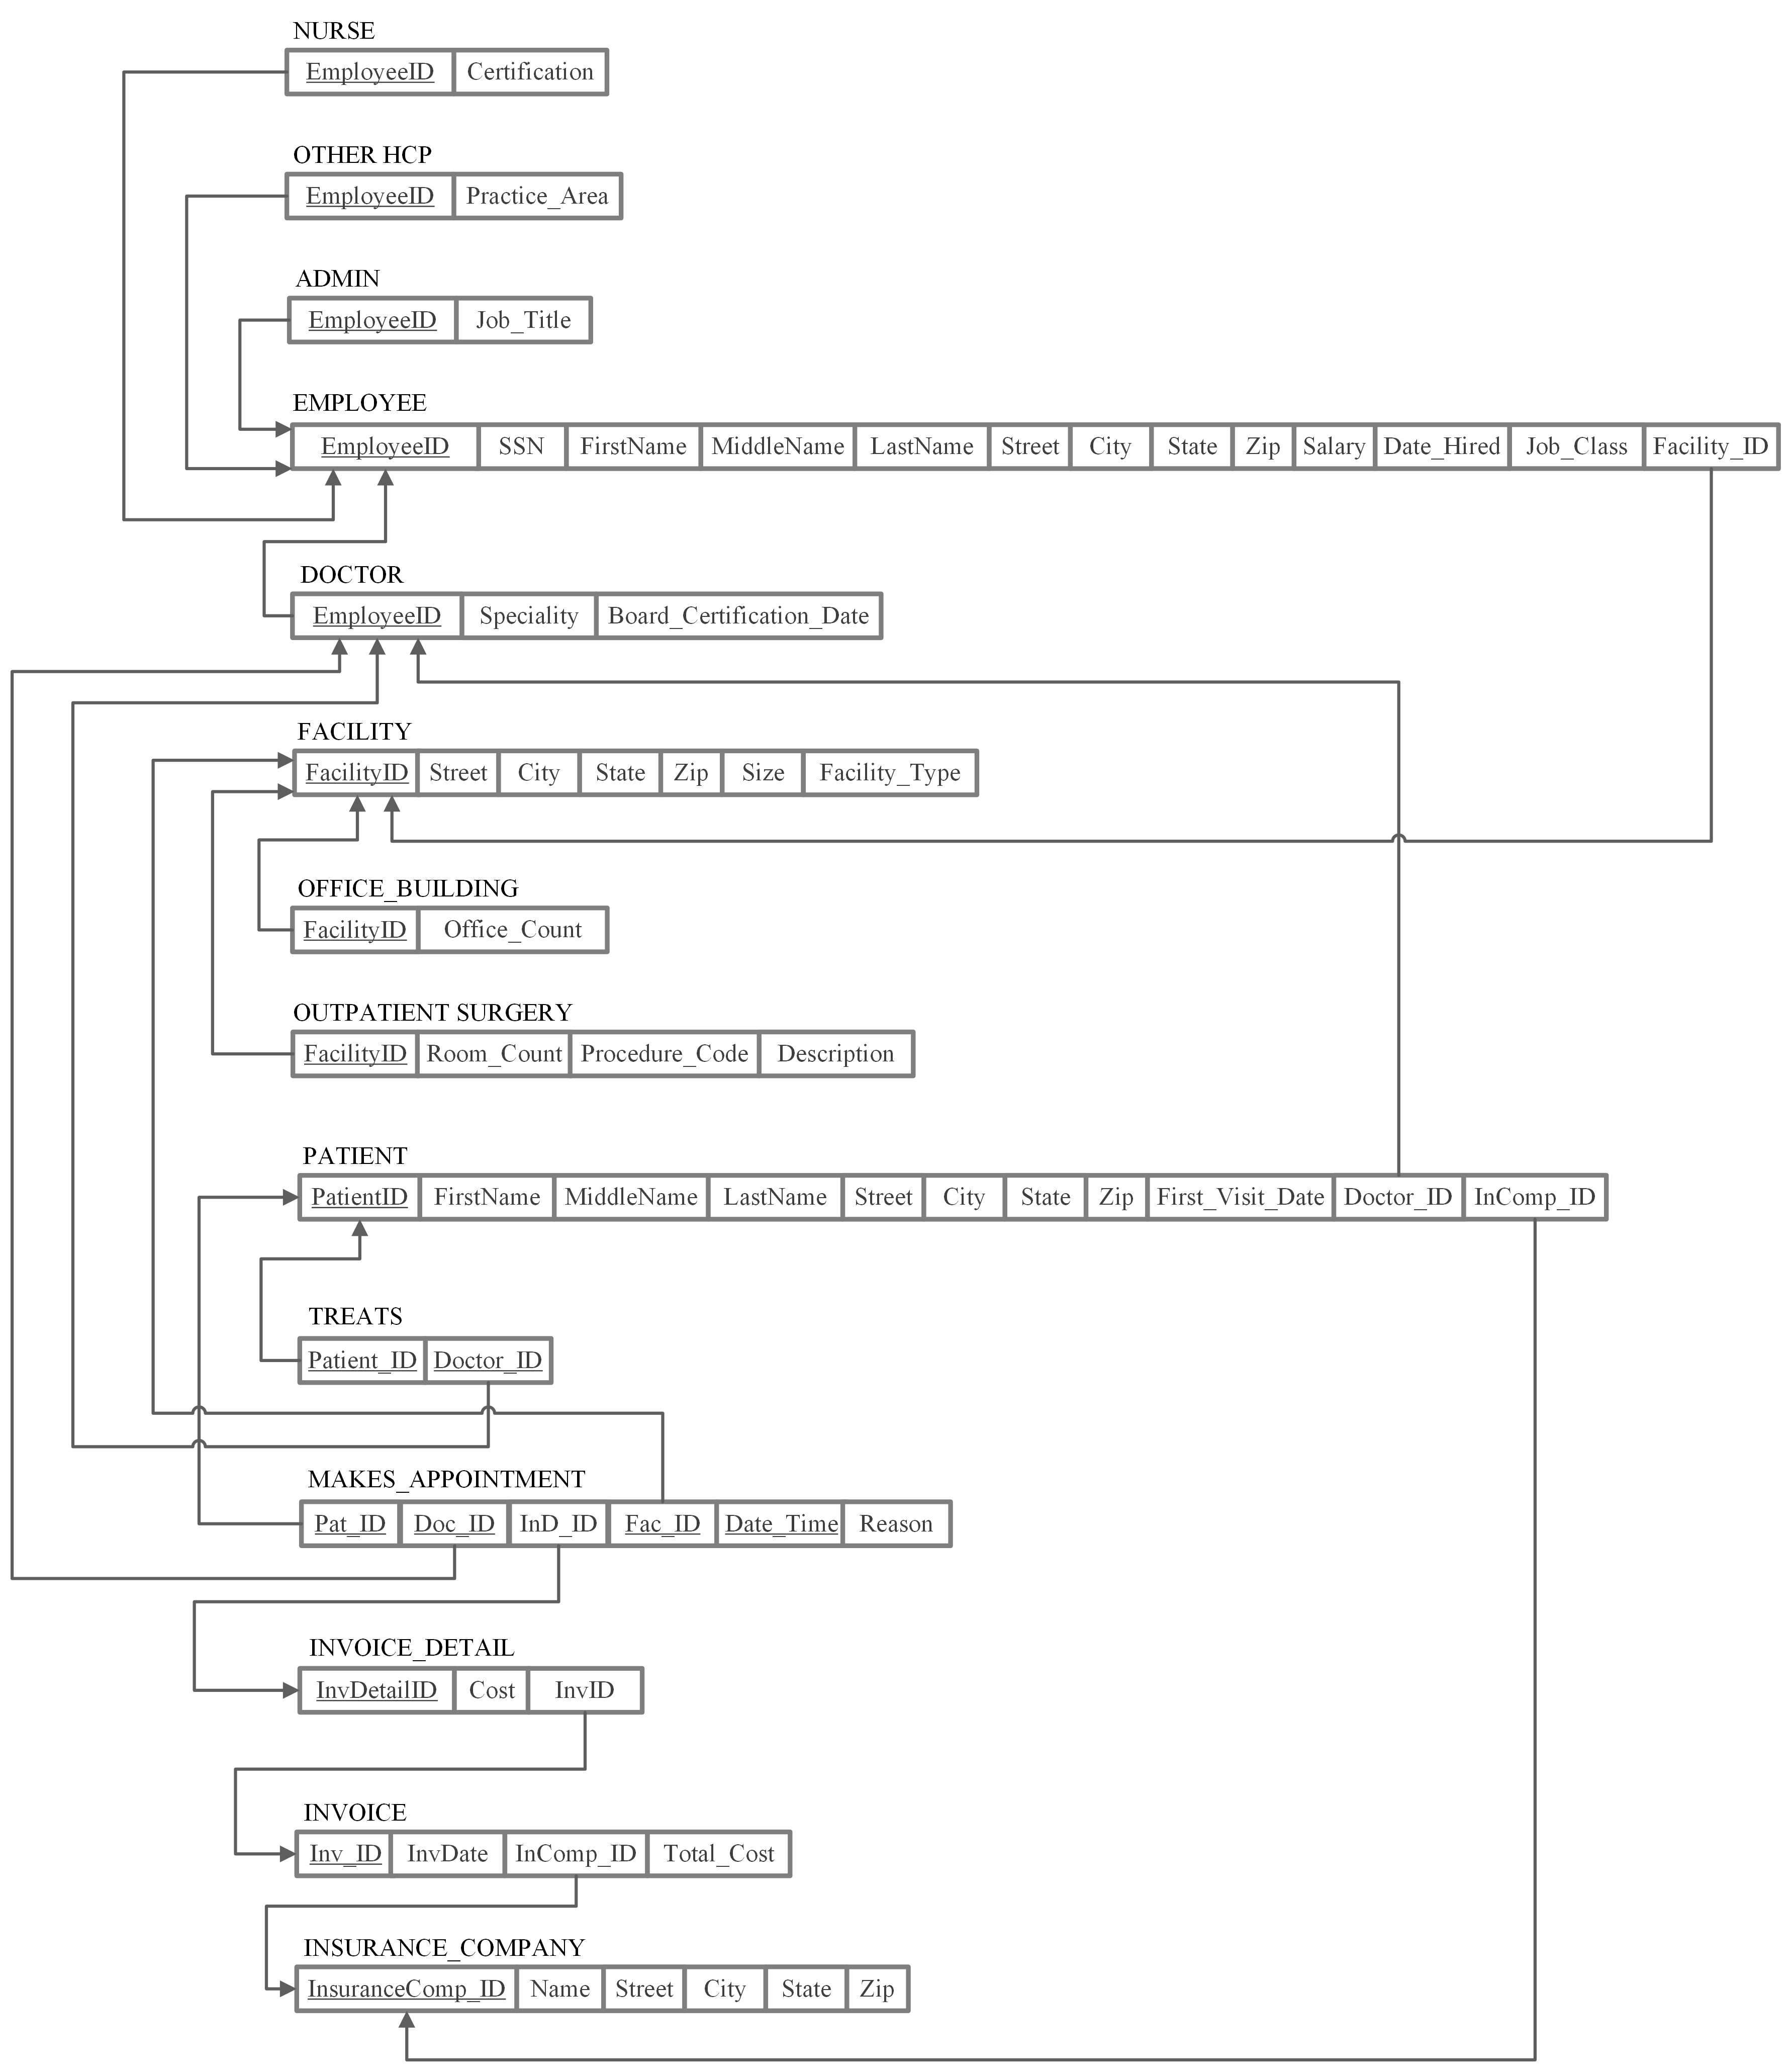 NURSE
EmployeeID Certification
OTHER HCP
EmployeeID Practice_Area
ADMIN
EmployeeID Job_Title
EMPLOYEE
EmployeeID SSN FirstName MiddleName LastName Street City State Zip Salary Date_Hired Job_Class Facility_ID
DOCTOR
EmployeeID Speciality Board_Certification_Date
FACILITY
FacilityID Street City State Zip Size Facility_Type
OFFICE_BUILDING
FacilityID Office_Count
OUTPATIENT SURGERY
FacilityID Room_Count Procedure_Code Description
PATIENT
PatientID FirstName MiddleName LastName Street City State Zip First_Visit_Date Doctor_ID InComp_ID
TREATS
Patient_ID Doctor_ID
MAKES_APPOINTMENT
Pat_ID Doc_ID InD_ID Fac_ID Date_Time Reason
INVOICE_DETAIL
InvDetailID Cost InvID
INVOICE
Inv_ID InvDate InComp_ID Total_Cost
INSURANCE_COMPANY
InsuranceComp_ID Name Street City State Zip